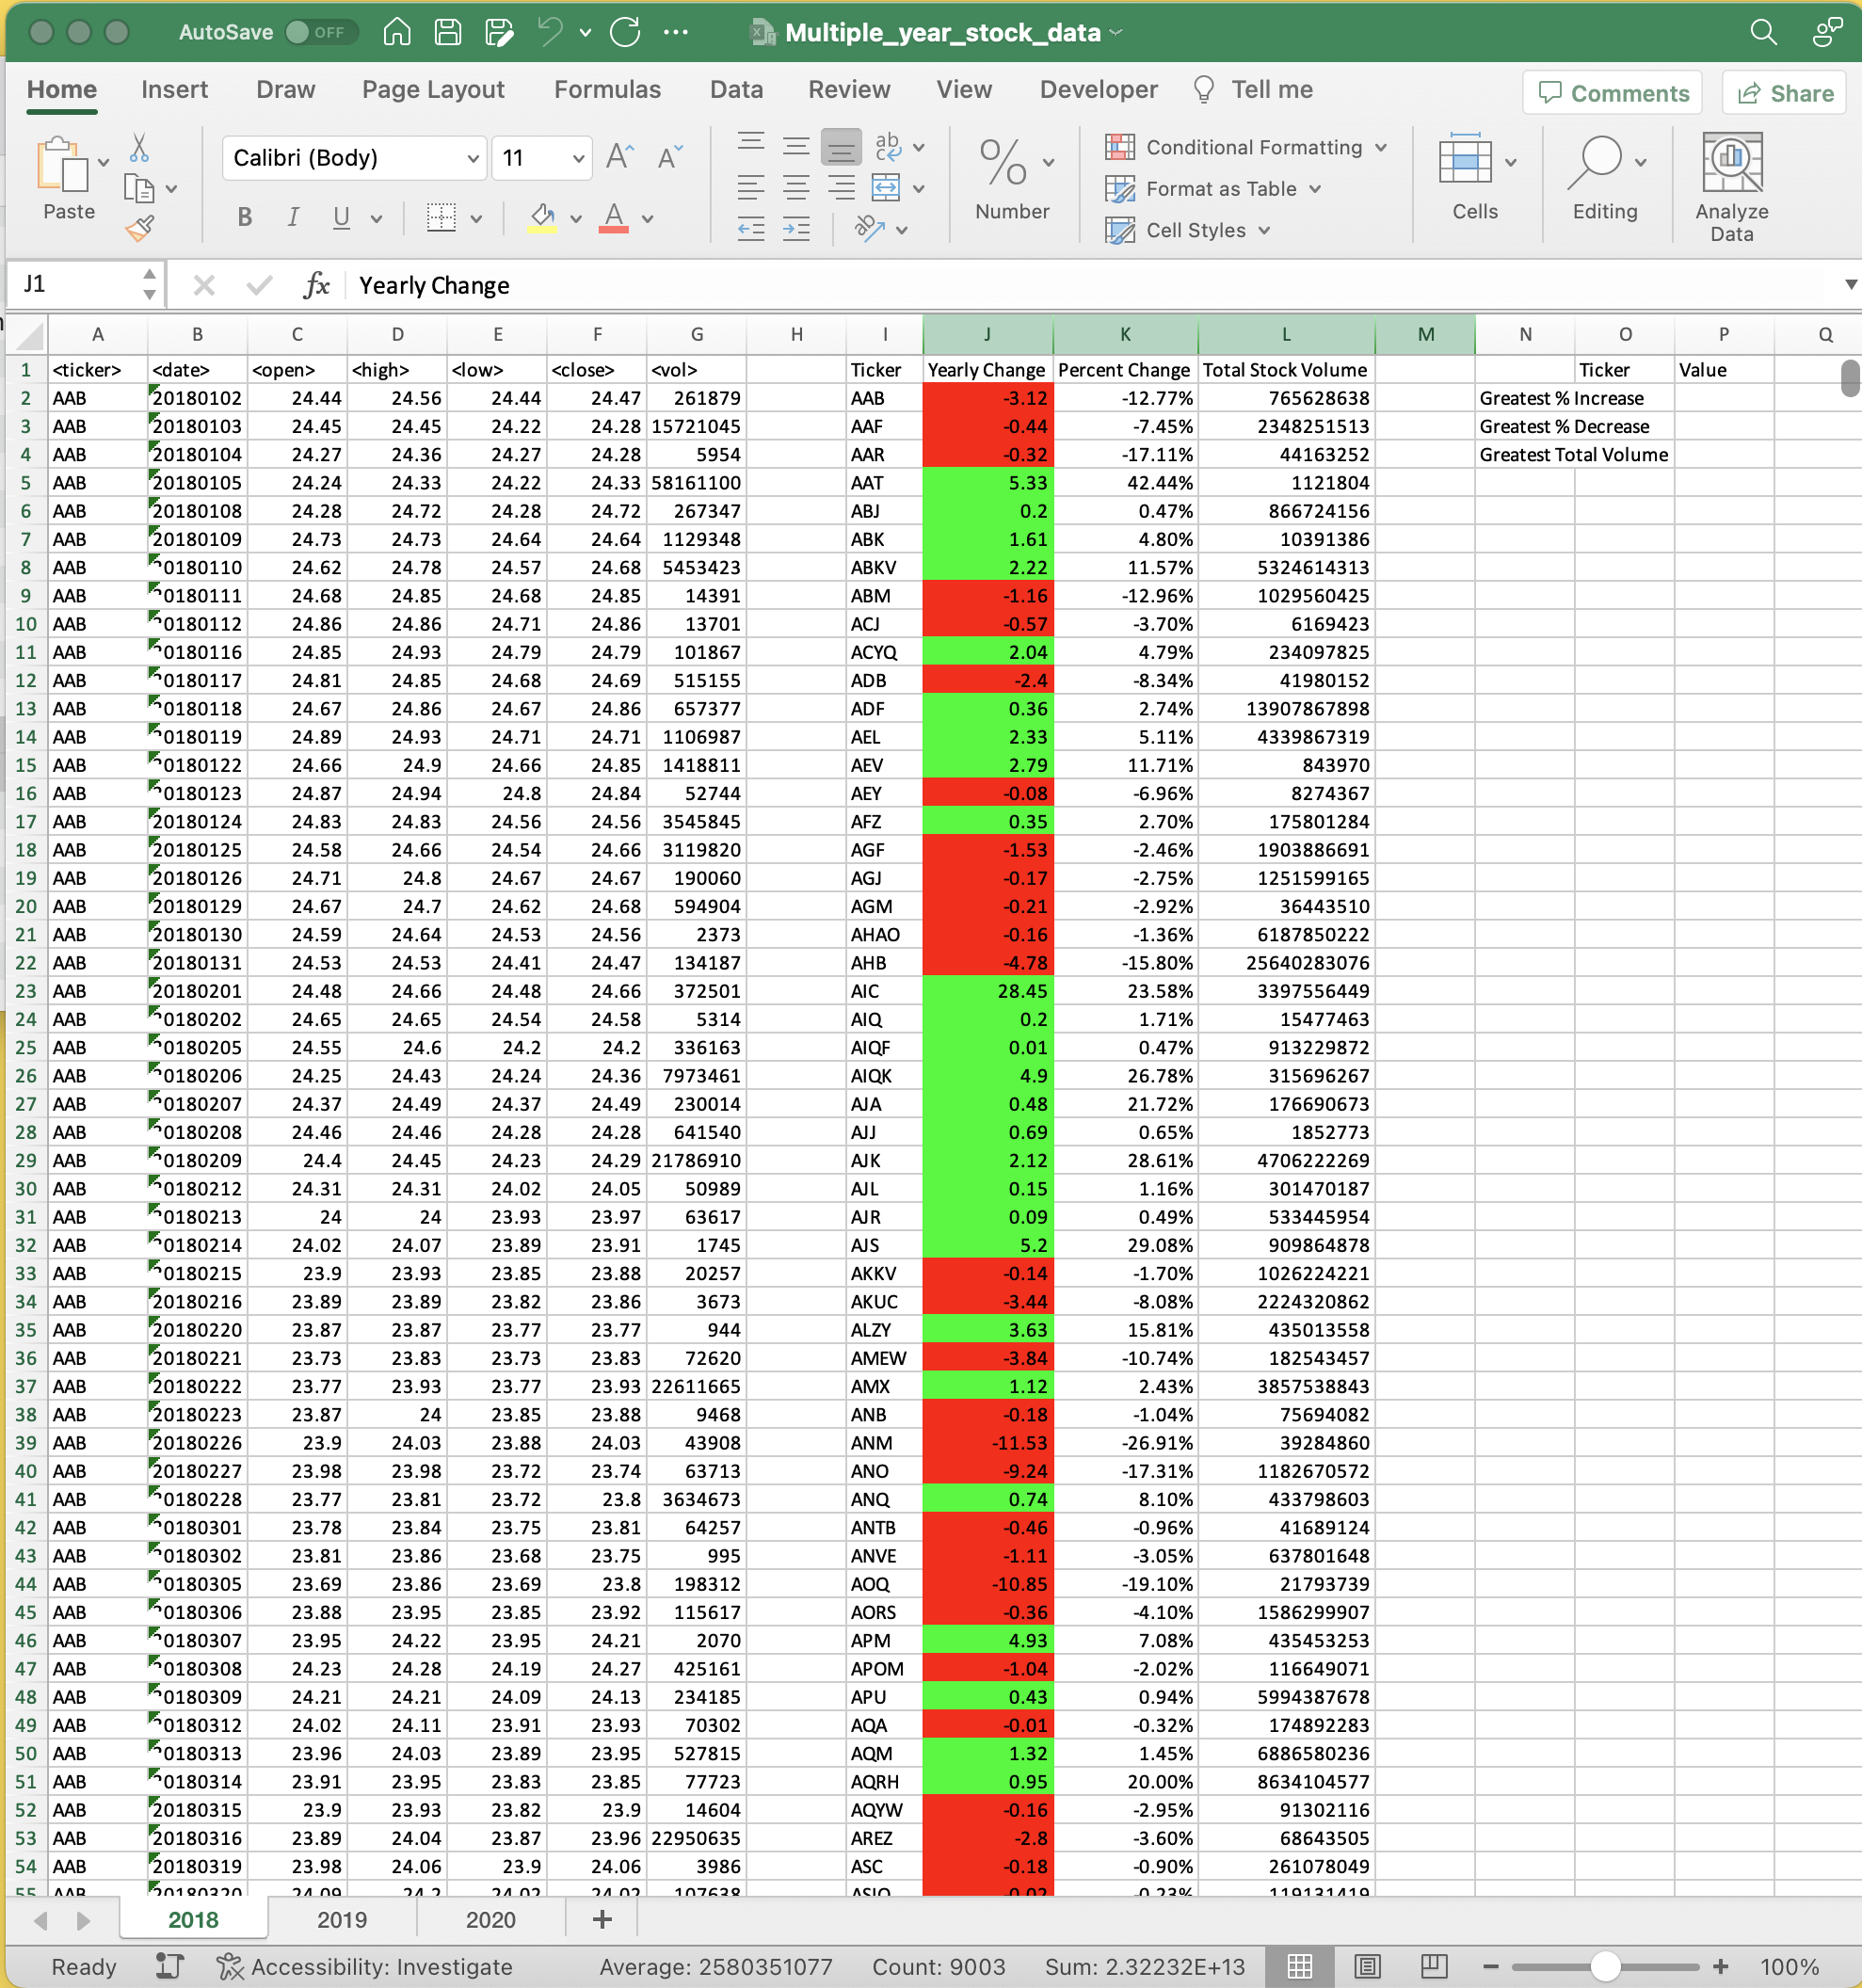 AutoSave OFF Multiple_year_stock_data
Home Insert Draw Page Layout Formulas Data Review View Developer Tell me Comments Share
Paste Calibri (Body) 11 Number Conditional Formatting Format as Table Cell Styles Cells Editing Analyze Data
J1 fx Yearly Change
A B C D E F G H I J K L M N O P Q
1 <ticker> <date> <open> <high> <low> <close> <vol> Ticker Yearly Change Percent Change Total Stock Volume Ticker Value
2 AAB 20180102 24.44 24.56 24.44 24.47 261879 AAB -3.12 -12.77% 765628638 Greatest % Increase
3 AAB 20180103 24.45 24.45 24.22 24.28 15721045 AAF -0.44 -7.45% 2348251513 Greatest % Decrease
4 AAB 20180104 24.27 24.36 24.27 24.28 5954 AAR -0.32 -17.11% 44163252 Greatest Total Volume
5 AAB 20180105 24.24 24.33 24.22 24.33 58161100 AAT 5.33 42.44% 1121804
6 AAB 20180108 24.28 24.72 24.28 24.72 267347 ABJ 0.2 0.47% 866724156
7 AAB 20180109 24.73 24.73 24.64 24.64 1129348 ABK 1.61 4.80% 10391386
8 AAB 20180110 24.62 24.78 24.57 24.68 5453423 ABKV 2.22 11.57% 5324614313
9 AAB 20180111 24.68 24.85 24.68 24.85 14391 ABM -1.16 -12.96% 1029560425
10 AAB 20180112 24.86 24.86 24.71 24.86 13701 ACJ -0.57 -3.70% 6169423
11 AAB 20180116 24.85 24.93 24.79 24.79 101867 ACYQ 2.04 4.79% 234097825
12 AAB 20180117 24.81 24.85 24.68 24.69 515155 ADB -2.4 -8.34% 41980152
13 AAB 20180118 24.67 24.86 24.67 24.86 657377 ADF 0.36 2.74% 13907867898
14 AAB 20180119 24.89 24.93 24.71 24.71 1106987 AEL 2.33 5.11% 4339867319
15 AAB 20180122 24.66 24.9 24.66 24.85 1418811 AEV 2.79 11.71% 843970
16 AAB 20180123 24.87 24.94 24.8 24.84 52744 AEY -0.08 -6.96% 8274367
17 AAB 20180124 24.83 24.83 24.56 24.56 3545845 AFZ 0.35 2.70% 175801284
18 AAB 20180125 24.58 24.66 24.54 24.66 3119820 AGF -1.53 -2.46% 1903886691
19 AAB 20180126 24.71 24.8 24.67 24.67 190060 AGJ -0.17 -2.75% 1251599165
20 AAB 20180129 24.67 24.7 24.62 24.68 594904 AGM -0.21 -2.92% 36443510
21 AAB 20180130 24.59 24.64 24.53 24.56 2373 AHAO -0.16 -1.36% 6187850222
22 AAB 20180131 24.53 24.53 24.41 24.47 134187 AHB -4.78 -15.80% 25640283076
23 AAB 20180201 24.48 24.66 24.48 24.66 372501 AIC 28.45 23.58% 3397556449
24 AAB 20180202 24.65 24.65 24.54 24.58 5314 AIQ 0.2 1.71% 15477463
25 AAB 20180205 24.55 24.6 24.2 24.2 336163 AIQF 0.01 0.47% 913229872
26 AAB 20180206 24.25 24.43 24.24 24.36 7973461 AIQK 4.9 26.78% 315696267
27 AAB 20180207 24.37 24.49 24.37 24.49 230014 AJA 0.48 21.72% 176690673
28 AAB 20180208 24.46 24.46 24.28 24.28 641540 AJJ 0.69 0.65% 1852773
29 AAB 20180209 24.4 24.45 24.23 24.29 21786910 AJK 2.12 28.61% 4706222269
30 AAB 20180212 24.31 24.31 24.02 24.05 50989 AJL 0.15 1.16% 301470187
31 AAB 20180213 24 24 23.93 23.97 63617 AJR 0.09 0.49% 533445954
32 AAB 20180214 24.02 24.07 23.89 23.91 1745 AJS 5.2 29.08% 909864878
33 AAB 20180215 23.9 23.93 23.85 23.88 20257 AKKV -0.14 -1.70% 1026224221
34 AAB 20180216 23.89 23.89 23.82 23.86 3673 AKUC -3.44 -8.08% 2224320862
35 AAB 20180220 23.87 23.87 23.77 23.77 944 ALZY 3.63 15.81% 435013558
36 AAB 20180221 23.73 23.83 23.73 23.83 72620 AMEW -3.84 -10.74% 182543457
37 AAB 20180222 23.77 23.93 23.77 23.93 22611665 AMX 1.12 2.43% 3857538843
38 AAB 20180223 23.87 24 23.85 23.88 9468 ANB -0.18 -1.04% 75694082
39 AAB 20180226 23.9 24.03 23.88 24.03 43908 ANM -11.53 -26.91% 39284860
40 AAB 20180227 23.98 23.98 23.72 23.74 63713 ANO -9.24 -17.31% 1182670572
41 AAB 20180228 23.77 23.81 23.72 23.8 3634673 ANQ 0.74 8.10% 433798603
42 AAB 20180301 23.78 23.84 23.75 23.81 64257 ANTB -0.46 -0.96% 41689124
43 AAB 20180302 23.81 23.86 23.68 23.75 995 ANVE -1.11 -3.05% 637801648
44 AAB 20180305 23.69 23.86 23.69 23.8 198312 AOQ -10.85 -19.10% 21793739
45 AAB 20180306 23.88 23.95 23.85 23.92 115617 AORS -0.36 -4.10% 1586299907
46 AAB 20180307 23.95 24.22 23.95 24.21 2070 APM 4.93 7.08% 435453253
47 AAB 20180308 24.23 24.28 24.19 24.27 425161 APOM -1.04 -2.02% 116649071
48 AAB 20180309 24.21 24.21 24.09 24.13 234185 APU 0.43 0.94% 5994387678
49 AAB 20180312 24.02 24.11 23.91 23.93 70302 AQA -0.01 -0.32% 174892283
50 AAB 20180313 23.96 24.03 23.89 23.95 527815 AQM 1.32 1.45% 6886580236
51 AAB 20180314 23.91 23.95 23.83 23.85 77723 AQRH 0.95 20.00% 8634104577
52 AAB 20180315 23.9 23.93 23.82 23.9 14604 AQYW -0.16 -2.95% 91302116
53 AAB 20180316 23.89 24.04 23.87 23.96 22950635 AREZ -2.8 -3.60% 68643505
54 AAB 20180319 23.98 24.06 23.9 24.06 3986 ASC -0.18 -0.90% 261078049
55 AAB 20180320 24.09 24.2 24.02 24.02 107638 -0.02 -0.23% 119131419
2018 2019 2020 +
Ready Accessibility: Investigate Average: 2580351077 Count: 9003 Sum: 2.32232E+13 100%